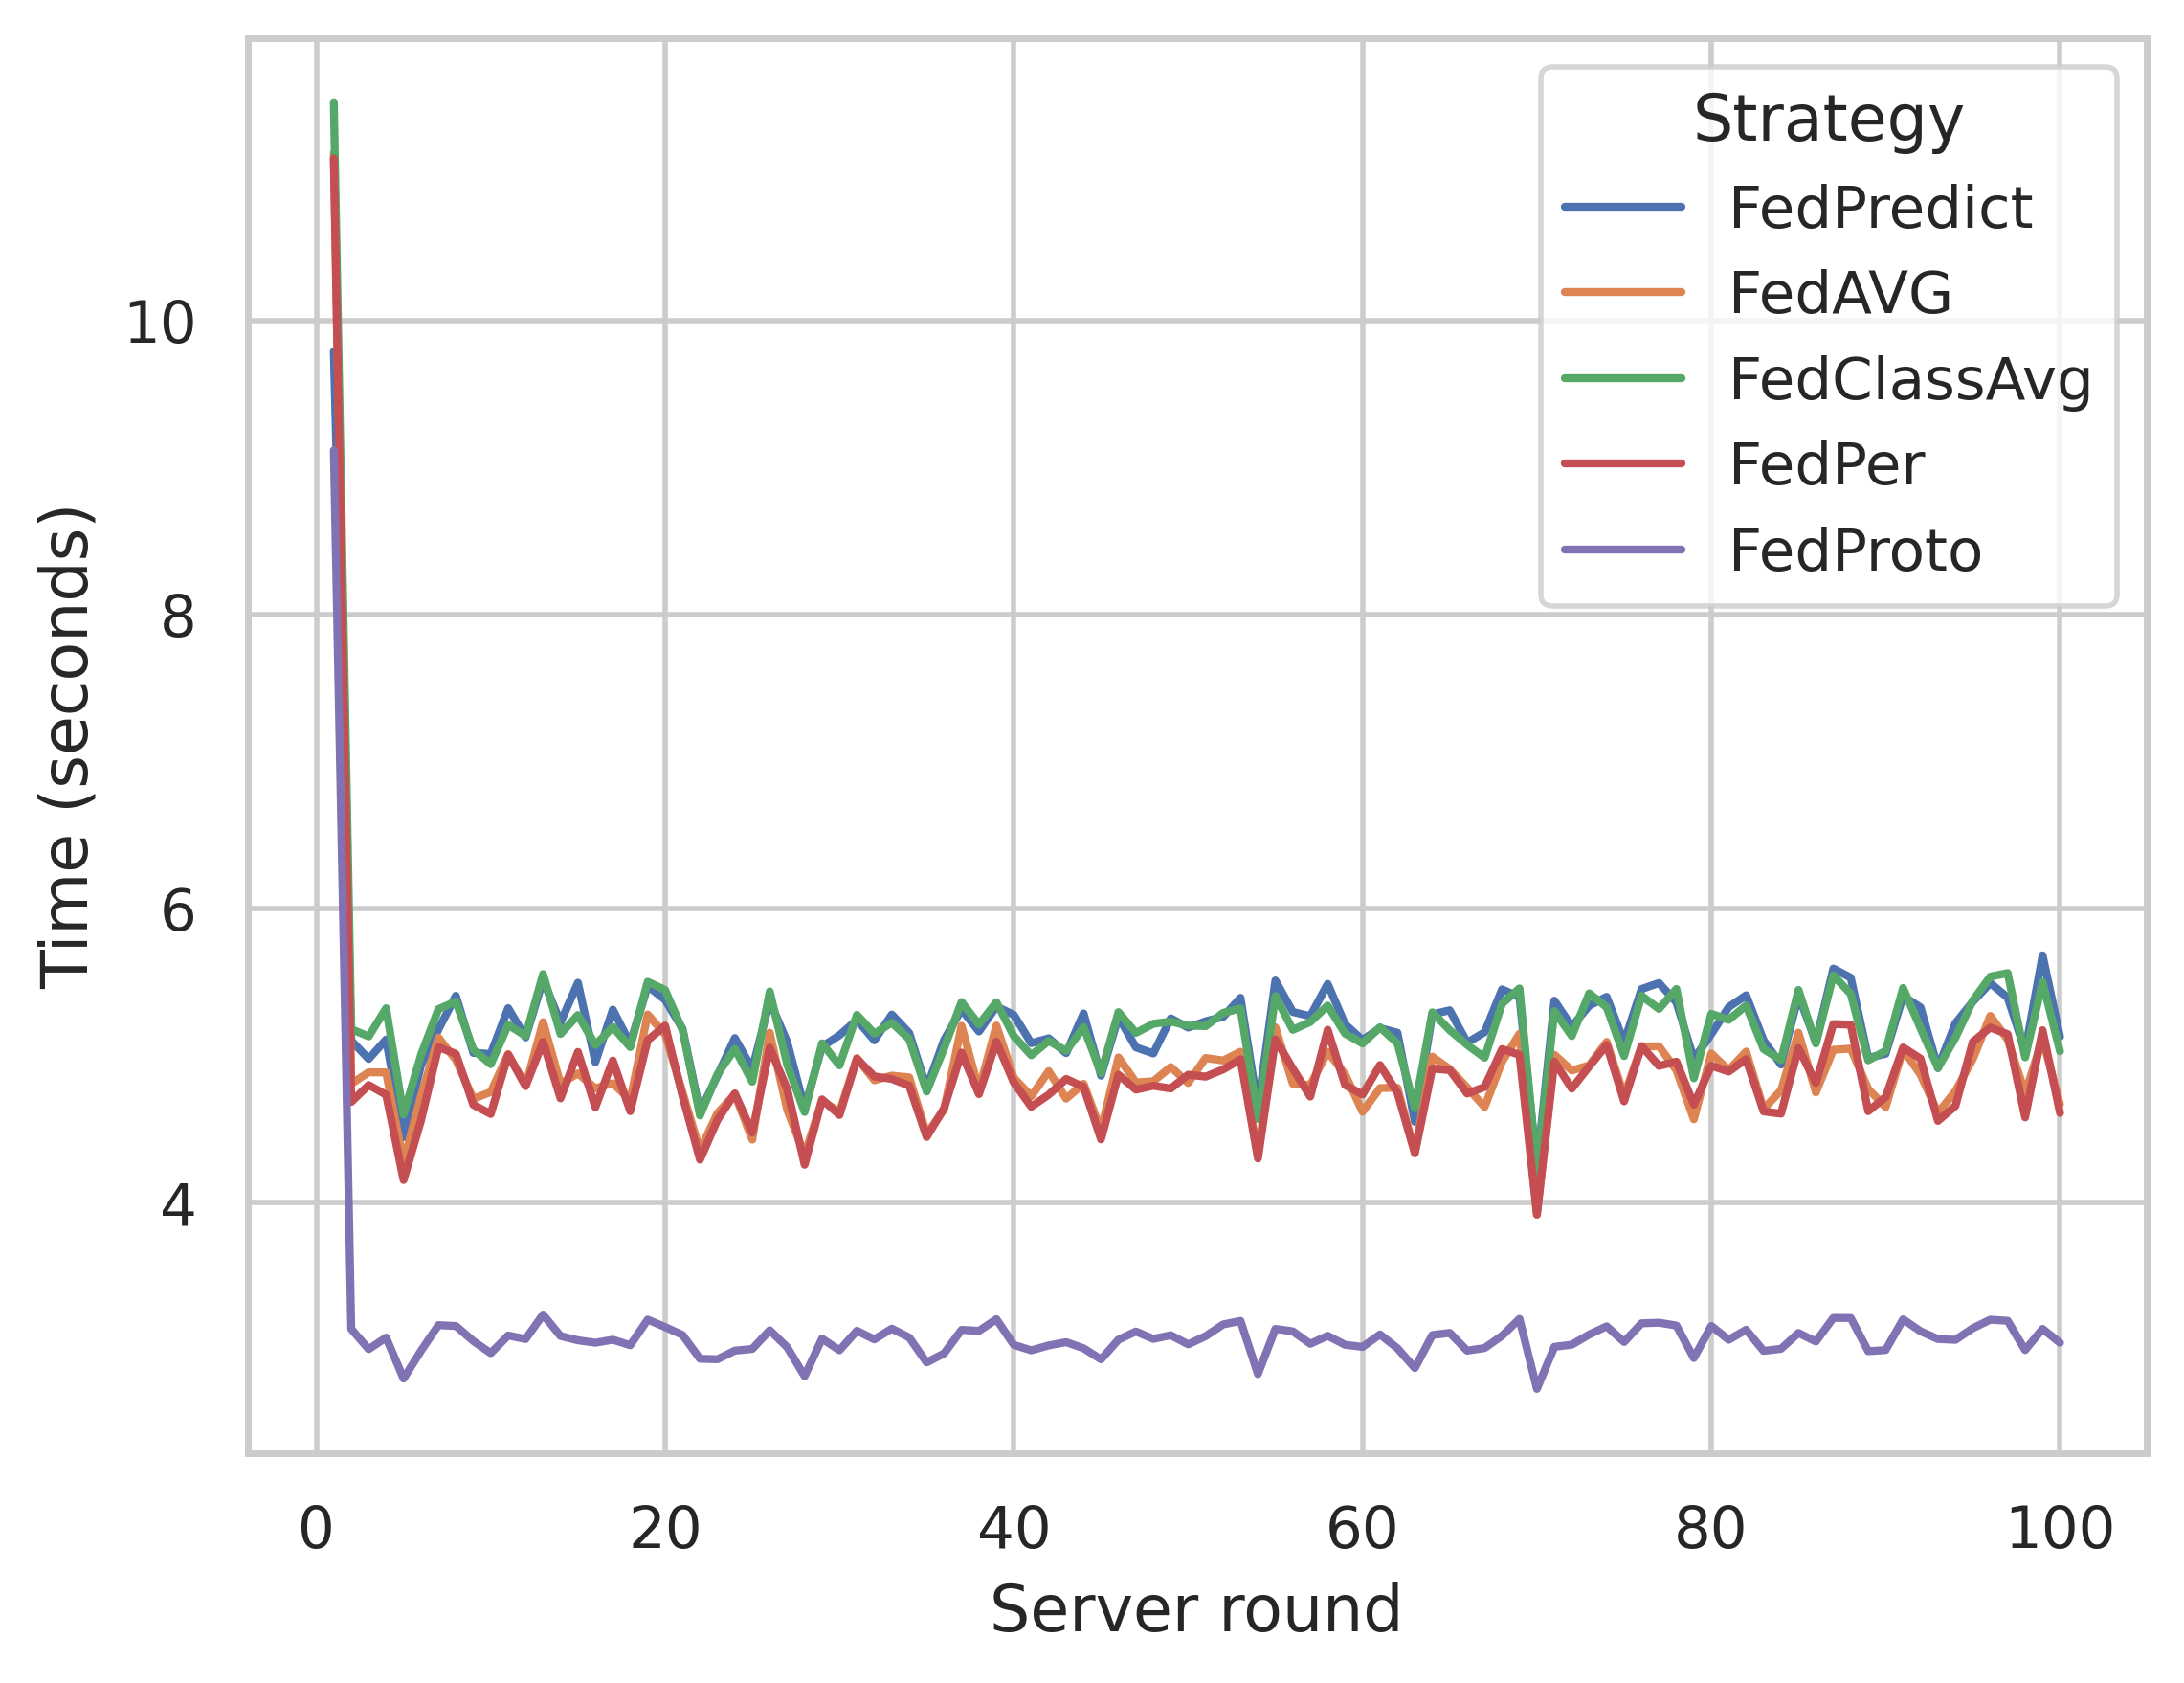 Strategy
FedPredict
FedAVG
FedClassAvg
FedPer
FedProto
10
8
6
4
Time (seconds)
0 20 40 60 80 100
Server round